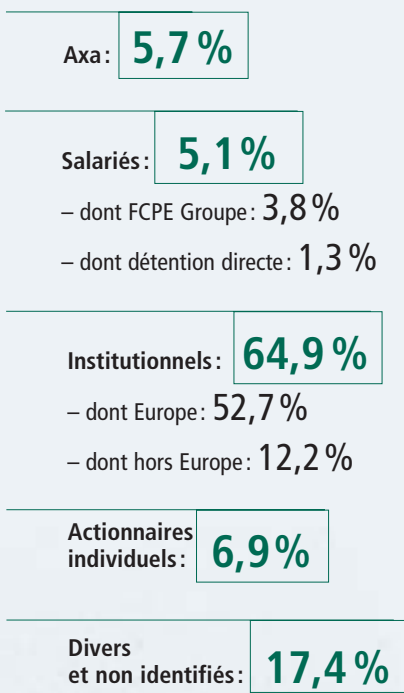 Axa : 5,7 %
Salariés : 5,1 %
– dont FCPE Groupe : 3,8 %
– dont détention directe : 1,3 %
Institutionnels : 64,9 %
– dont Europe : 52,7 %
– dont hors Europe : 12,2 %
Actionnaires
individuels : 6,9 %
Divers
et non identifiés : 17,4 %